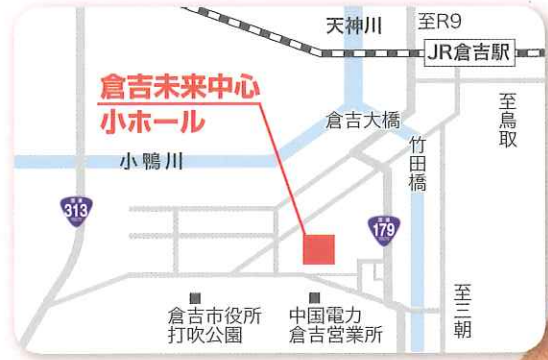 天神川
至R9
JR倉吉駅
倉吉未来中心
小ホール
倉吉大橋
至鳥取
竹田橋
小鴨川
313
179
倉吉市役所
打吹公園
中国電力
倉吉営業所
至三朝